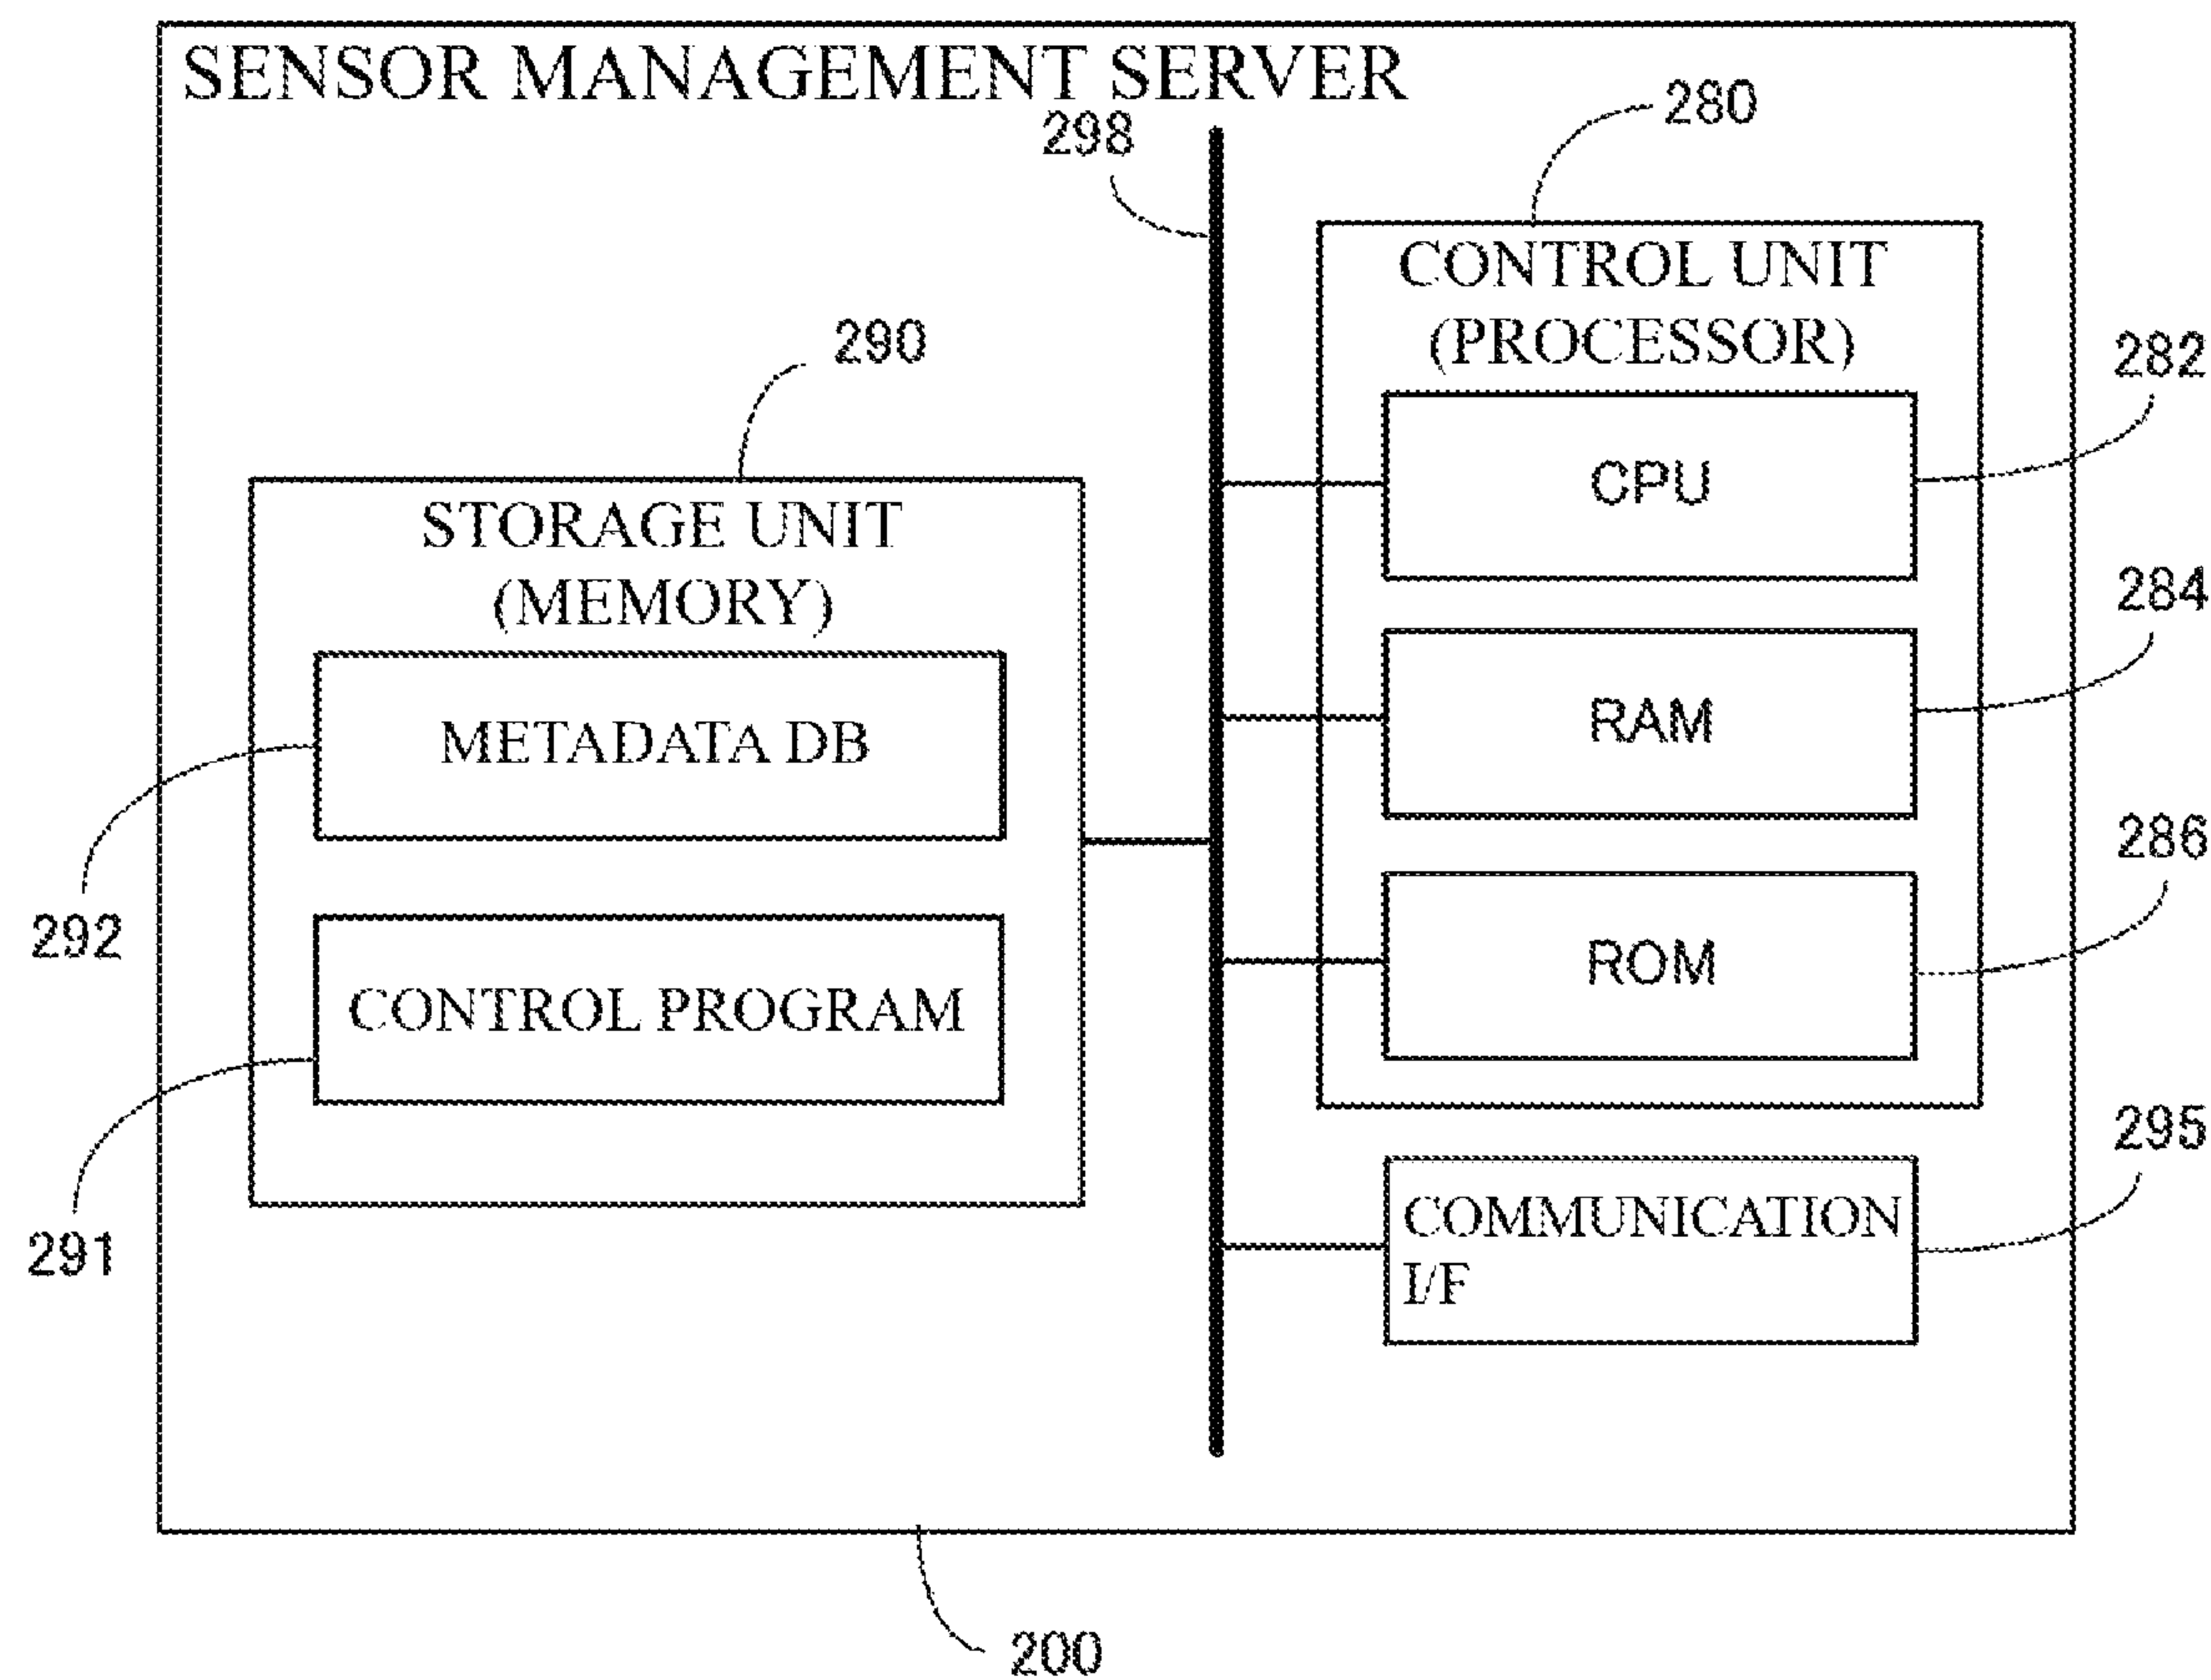 SENSOR MANAGEMENT SERVER
298
280
CONTROL UNIT
(PROCESSOR)
282
CPU
290
STORAGE UNIT
(MEMORY)
284
RAM
METADATA DB
292
286
ROM
CONTROL PROGRAM
291
295
COMMUNICATION
I/F
200